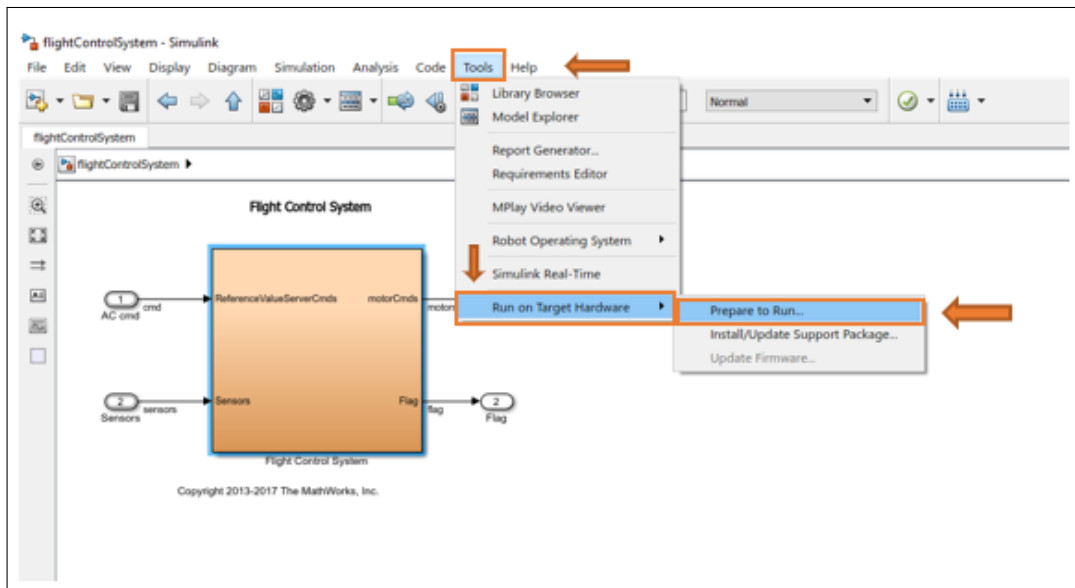 flightControlSystem - Simulink
File Edit View Display Diagram Simulation Analysis Code Tools Help
Library Browser
Normal
Model Explorer
flightControlSystem
Report Generator...
flightControlSystem
Requirements Editor
Flight Control System
MPlay Video Viewer
Robot Operating System
Simulink Real-Time
1
cmd
ReferenceValueServerCmds
motorCmds
Run on Target Hardware
Prepare to Run...
AC cmd
Install/Update Support Package...
Update Firmware...
2
sensors
Sensors
Flag
flag
2
Sensors
Flag
Flight Control System
Copyright 2013-2017 The MathWorks, Inc.